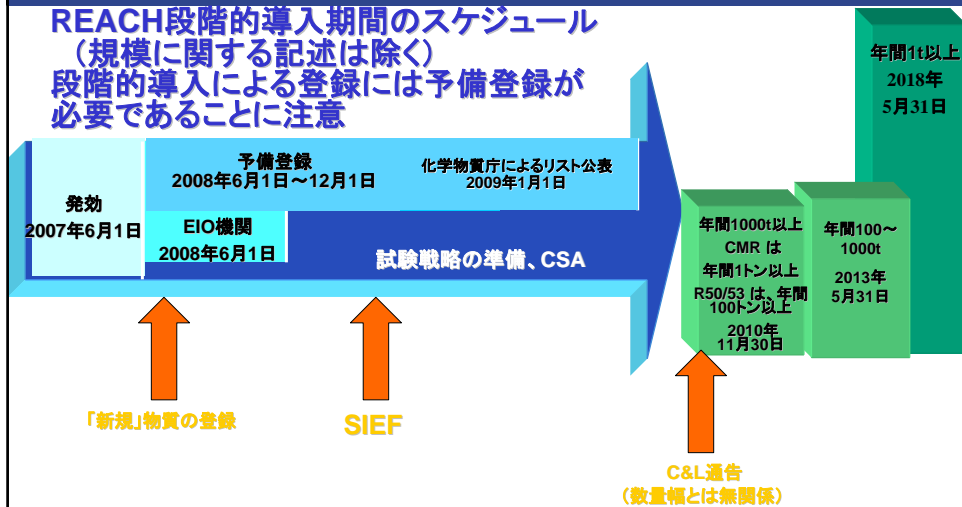 REACH段階的導入期間のスケジュール
（規模に関する記述は除く）
段階的導入による登録には予備登録が
必要であることに注意
発効
2007年6月1日
予備登録
2008年6月1日～12月1日
化学物質庁によるリスト公表
2009年1月1日
EIO機関
2008年6月1日
試験戦略の準備、CSA
年間1000t以上
CMR は
年間1トン以上
R50/53 は、年間
100トン以上
2010年
11月30日
年間100～
1000t
2013年
5月31日
年間1t以上
2018年
5月31日
「新規」物質の登録
SIEF
C&L通告
（数量幅とは無関係）